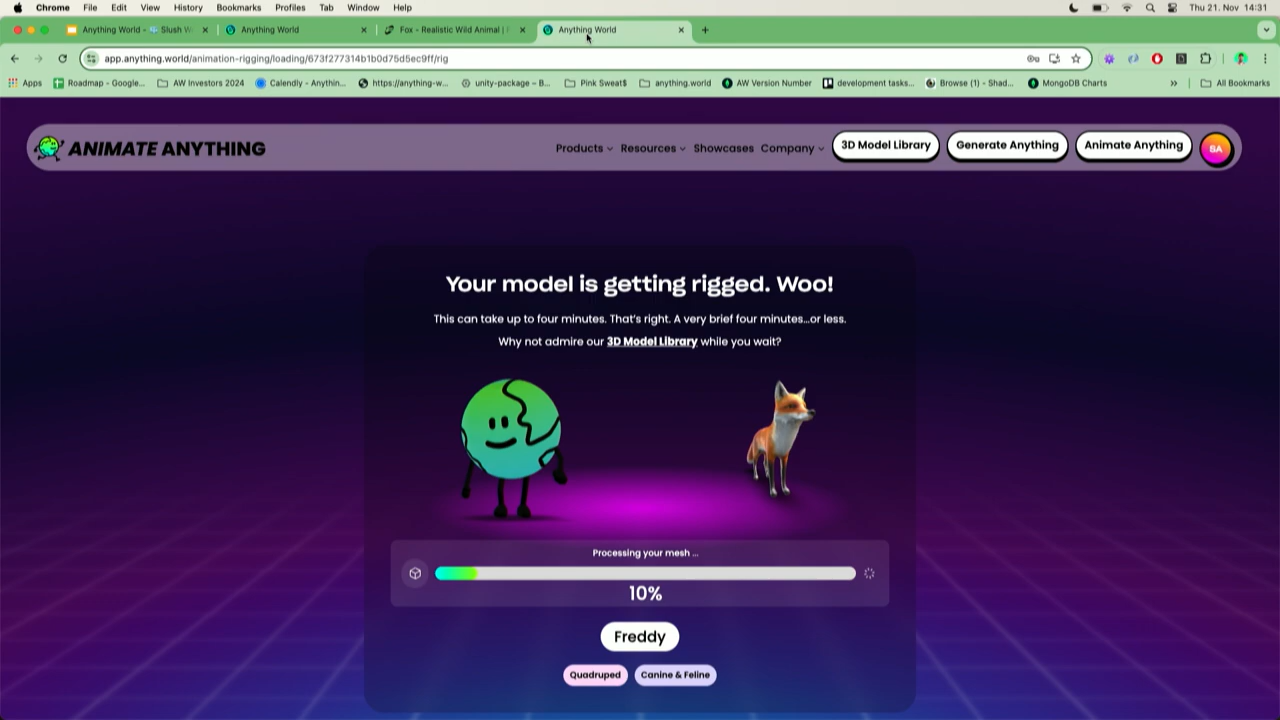 Chrome File Edit View History Bookmarks Profiles Tab Window Help Thu 21. Nov 14:31
Anything World - Slush W Anything World Fox - Realistic Wild Animal | Anything World
app.anything.world/animation-rigging/loading/673f277314b1b0d75d5ec9ff/rig
Apps Roadmap - Google... AW Investors 2024 Calendly - Anythin... https://anything-w... unity-package – B... Pink Sweat$ anything.world AW Version Number development tasks... Browse (1) - Shad... MongoDB Charts » All Bookmarks
ANIMATE ANYTHING Products Resources Showcases Company 3D Model Library Generate Anything Animate Anything BA
Your model is getting rigged. Woo!
This can take up to four minutes. That's right. A very brief four minutes...or less.
Why not admire our 3D Model Library while you wait?
Processing your mesh ...
10%
Freddy
Quadruped Canine & Feline